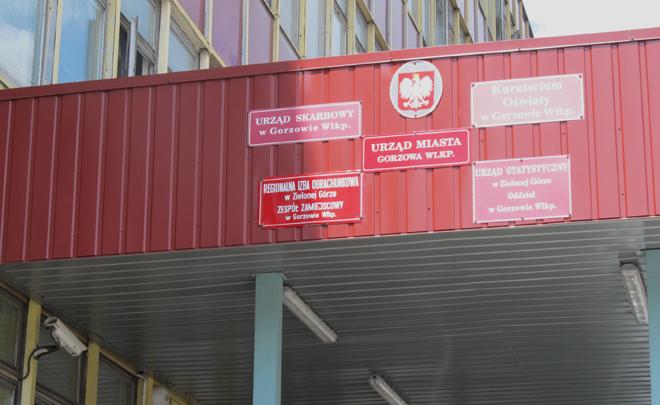 URZĄD SKARBOWY
w Gorzowie Wlkp.
Kuratorium
Oświaty
w Gorzowie Wlkp.
URZĄD MIASTA
GORZOWA WLKP.
REGIONALNA IZBA OBRACHUNKOWA
w Zielonej Górze
ZESPÓŁ ZAMIEJSCOWY
w Gorzowie Wlkp.
URZĄD STATYSTYCZNY
w Zielonej Górze
Oddział
w Gorzowie Wlkp.